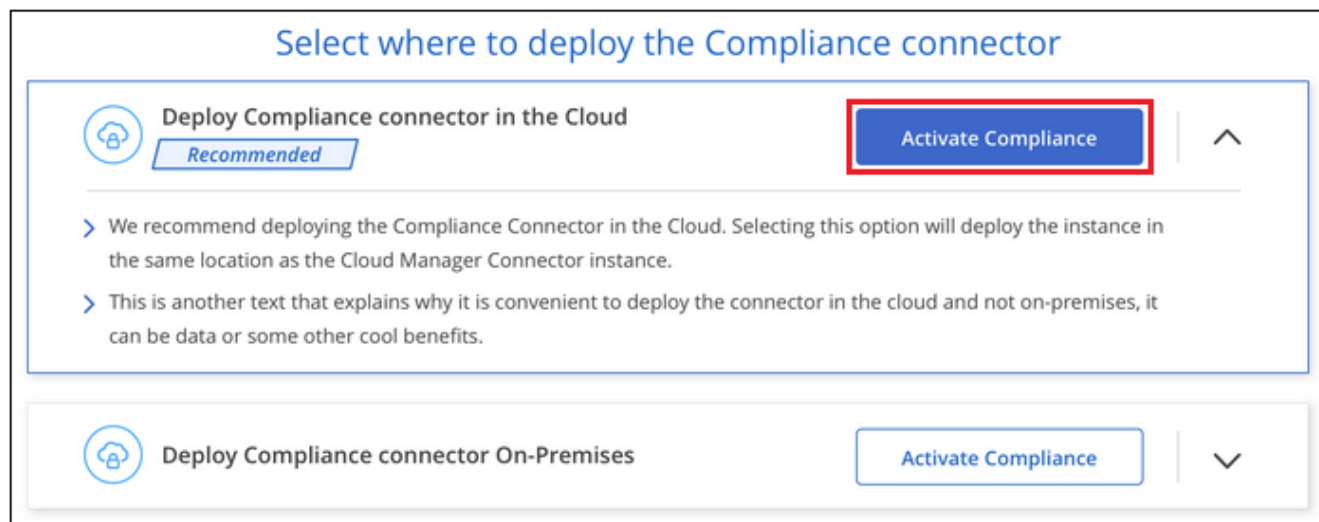 Select where to deploy the Compliance connector
Deploy Compliance connector in the Cloud
Recommended
Activate Compliance
We recommend deploying the Compliance Connector in the Cloud. Selecting this option will deploy the instance in
the same location as the Cloud Manager Connector instance.
This is another text that explains why it is convenient to deploy the connector in the cloud and not on-premises, it
can be data or some other cool benefits.
Deploy Compliance connector On-Premises
Activate Compliance